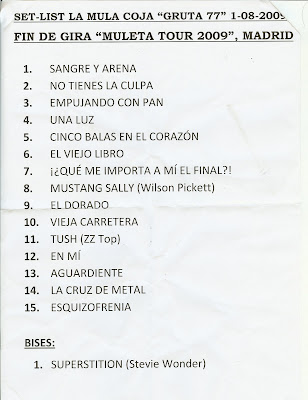 SET-LIST LA MULA COJA "GRUTA 77" 1-08-2009
FIN DE GIRA "MULETA TOUR 2009", MADRID
1. SANGRE Y ARENA
2. NO TIENES LA CULPA
3. EMPUJANDO CON PAN
4. UNA LUZ
5. CINCO BALAS EN EL CORAZÓN
6. EL VIEJO LIBRO
7. ¡¿QUÉ ME IMPORTA A MÍ EL FINAL?!
8. MUSTANG SALLY (Wilson Pickett)
9. EL DORADO
10. VIEJA CARRETERA
11. TUSH (ZZ Top)
12. EN MÍ
13. AGUARDIENTE
14. LA CRUZ DE METAL
15. ESQUIZOFRENIA
BISES:
1. SUPERSTITION (Stevie Wonder)